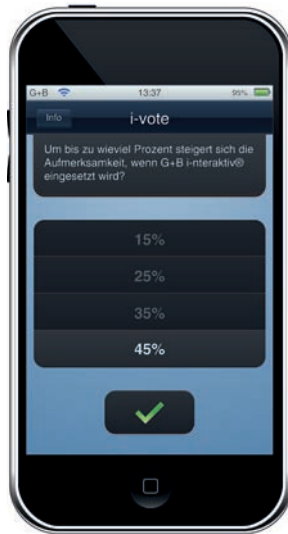 G+B 13:37 95%
Info i-vote
Um bis zu wieviel Prozent steigert sich die
Aufmerksamkeit, wenn G+B i-nteraktiv®
eingesetzt wird?
15%
25%
35%
45%